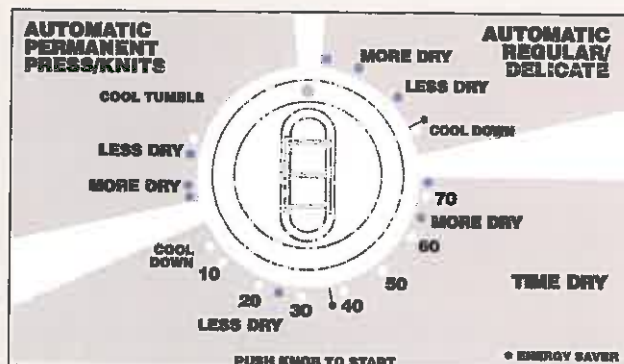 AUTOMATIC
PERMANENT
PRESS/KNITS
AUTOMATIC
REGULAR/
DELICATE
MORE DRY
LESS DRY
COOL DOWN
COOL TUMBLE
LESS DRY
MORE DRY
70
MORE DRY
60
50
40
30
20
10
COOL
DOWN
LESS DRY
TIME DRY
PUSH KNOB TO START
* ENERGY SAVER